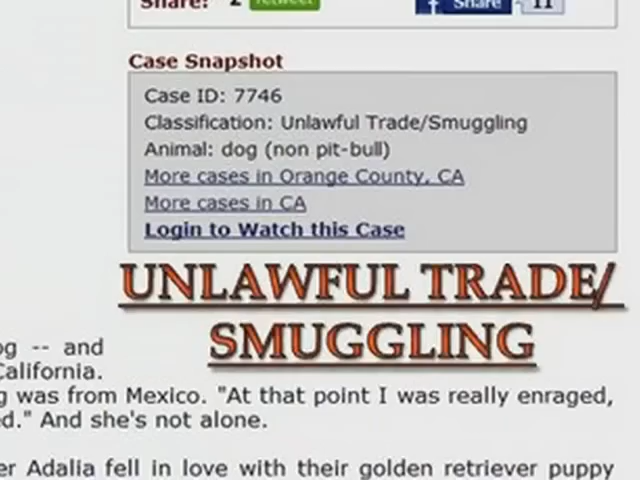 Share: 2 retweet Share 11
Case Snapshot
Case ID: 7746
Classification: Unlawful Trade/Smuggling
Animal: dog (non pit-bull)
More cases in Orange County, CA
More cases in CA
Login to Watch this Case
UNLAWFUL TRADE/
SMUGGLING
-- and
California.
was from Mexico. "At that point I was really enraged,
And she's not alone.
Adalia fell in love with their golden retriever puppy